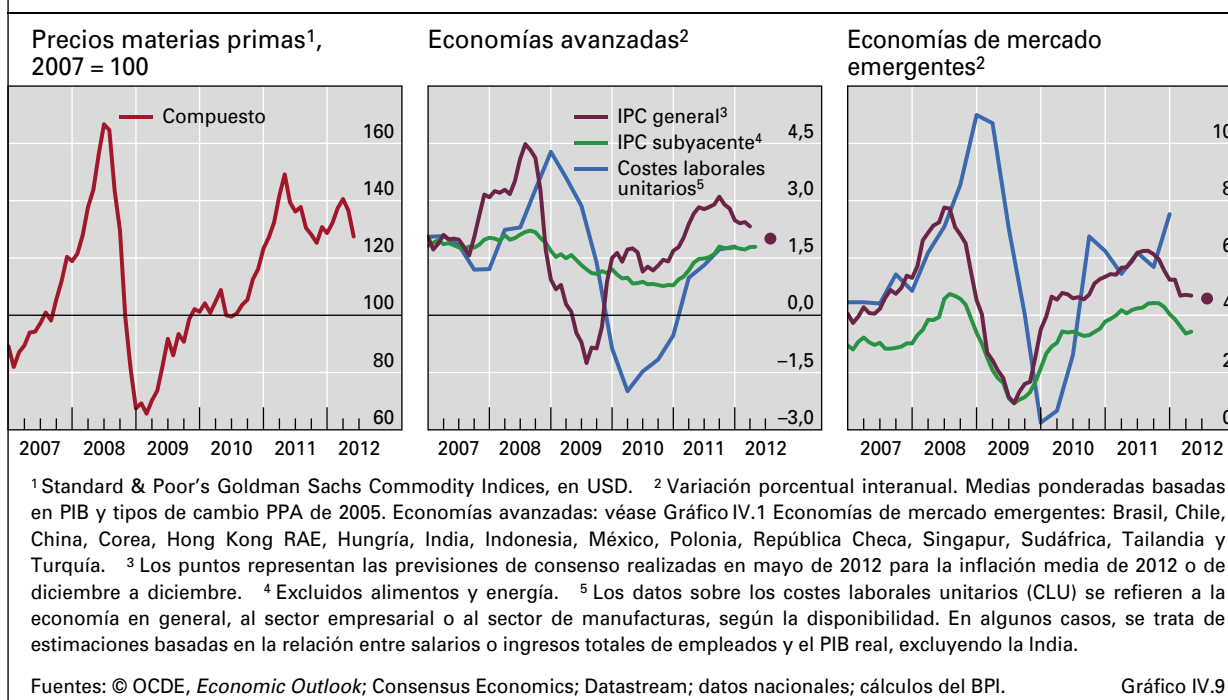 Precios materias primas¹,
2007 = 100
Compuesto
160
140
120
100
80
60
2007 2008 2009 2010 2011 2012
Economías avanzadas²
IPC general³
IPC subyacente⁴
Costes laborales
unitarios⁵
4,5
3,0
1,5
0,0
–1,5
–3,0
2007 2008 2009 2010 2011 2012
Economías de mercado
emergentes²
10
8
6
4
2
0
2007 2008 2009 2010 2011 2012
¹ Standard & Poor's Goldman Sachs Commodity Indices, en USD. ² Variación porcentual interanual. Medias ponderadas basadas
en PIB y tipos de cambio PPA de 2005. Economías avanzadas: véase Gráfico IV.1 Economías de mercado emergentes: Brasil, Chile,
China, Corea, Hong Kong RAE, Hungría, India, Indonesia, México, Polonia, República Checa, Singapur, Sudáfrica, Tailandia y
Turquía. ³ Los puntos representan las previsiones de consenso realizadas en mayo de 2012 para la inflación media de 2012 o de
diciembre a diciembre. ⁴ Excluidos alimentos y energía. ⁵ Los datos sobre los costes laborales unitarios (CLU) se refieren a la
economía en general, al sector empresarial o al sector de manufacturas, según la disponibilidad. En algunos casos, se trata de
estimaciones basadas en la relación entre salarios o ingresos totales de empleados y el PIB real, excluyendo la India.
Fuentes: © OCDE, Economic Outlook; Consensus Economics; Datastream; datos nacionales; cálculos del BPI. Gráfico IV.9